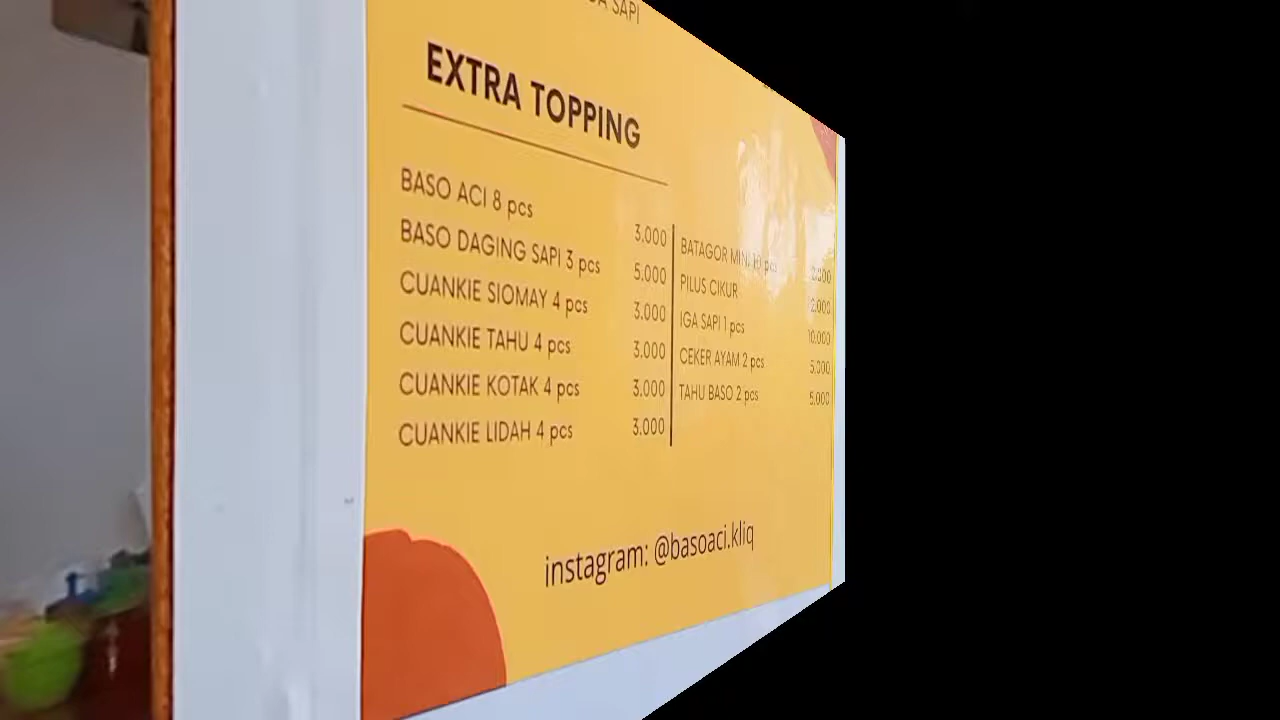 SAPI
EXTRA TOPPING
BASO ACI 8 pcs 3.000
BASO DAGING SAPI 3 pcs 5.000
CUANKIE SIOMAY 4 pcs 3.000
CUANKIE TAHU 4 pcs 3.000
CUANKIE KOTAK 4 pcs 3.000
CUANKIE LIDAH 4 pcs 3.000
BATAGOR MINI 10 pcs
PILUS CIKUR 2.000
IGA SAPI 1 pcs 10.000
CEKER AYAM 2 pcs 5.000
TAHU BASO 2 pcs 5.000
instagram: @basoaci.kliq